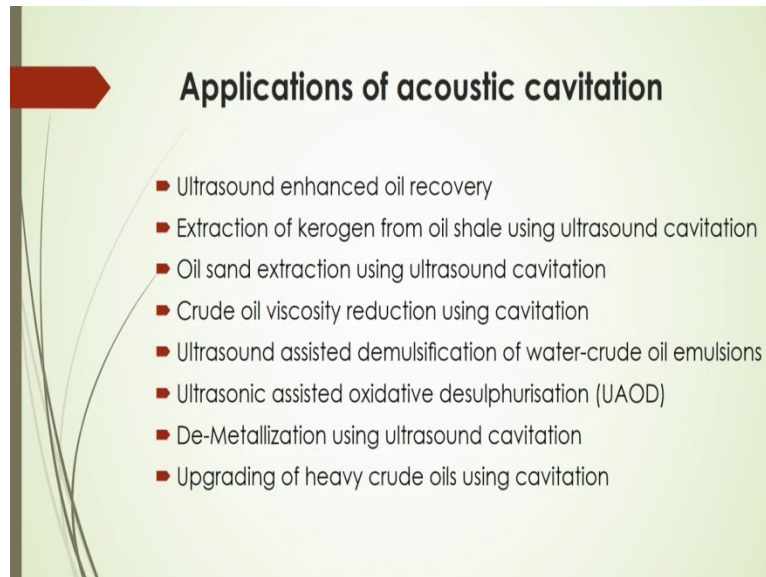 Applications of acoustic cavitation
Ultrasound enhanced oil recovery
Extraction of kerogen from oil shale using ultrasound cavitation
Oil sand extraction using ultrasound cavitation
Crude oil viscosity reduction using cavitation
Ultrasound assisted demulsification of water-crude oil emulsions
Ultrasonic assisted oxidative desulphurisation (UAOD)
De-Metallization using ultrasound cavitation
Upgrading of heavy crude oils using cavitation